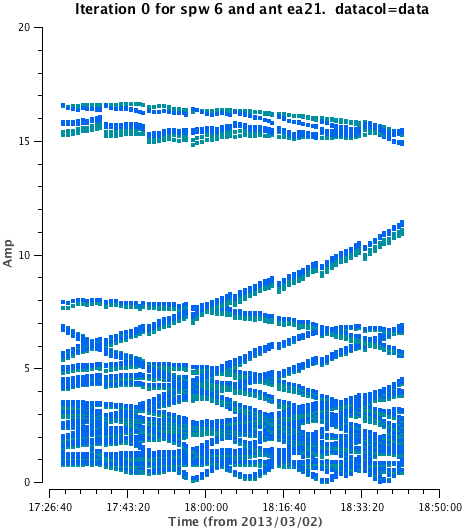 Iteration 0 for spw 6 and ant ea21.  datacol=data
20
15
10
5
0
Amp
17:26:40 17:43:20 18:00:00 18:16:40 18:33:20 18:50:00
Time (from 2013/03/02)